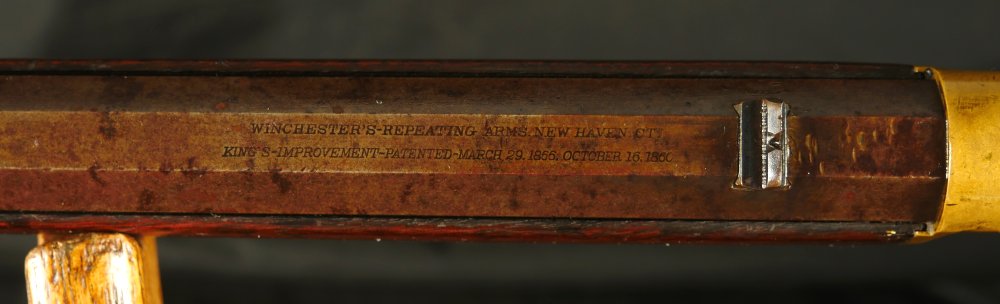 WINCHESTER'S-REPEATING ARMS. NEW HAVEN. CT.
KING'S-IMPROVEMENT-PATENTED-MARCH 29. 1866. OCTOBER 16. 1860